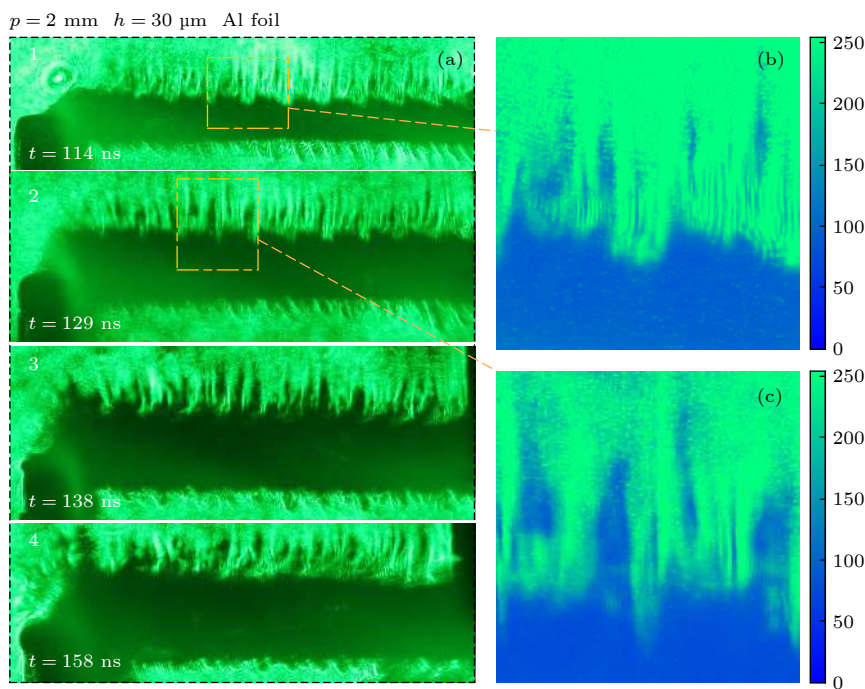 p = 2 mm h = 30 µm Al foil
1
(a)
t = 114 ns
2
t = 129 ns
3
t = 138 ns
4
t = 158 ns
(b)
250
200
150
100
50
0
(c)
250
200
150
100
50
0